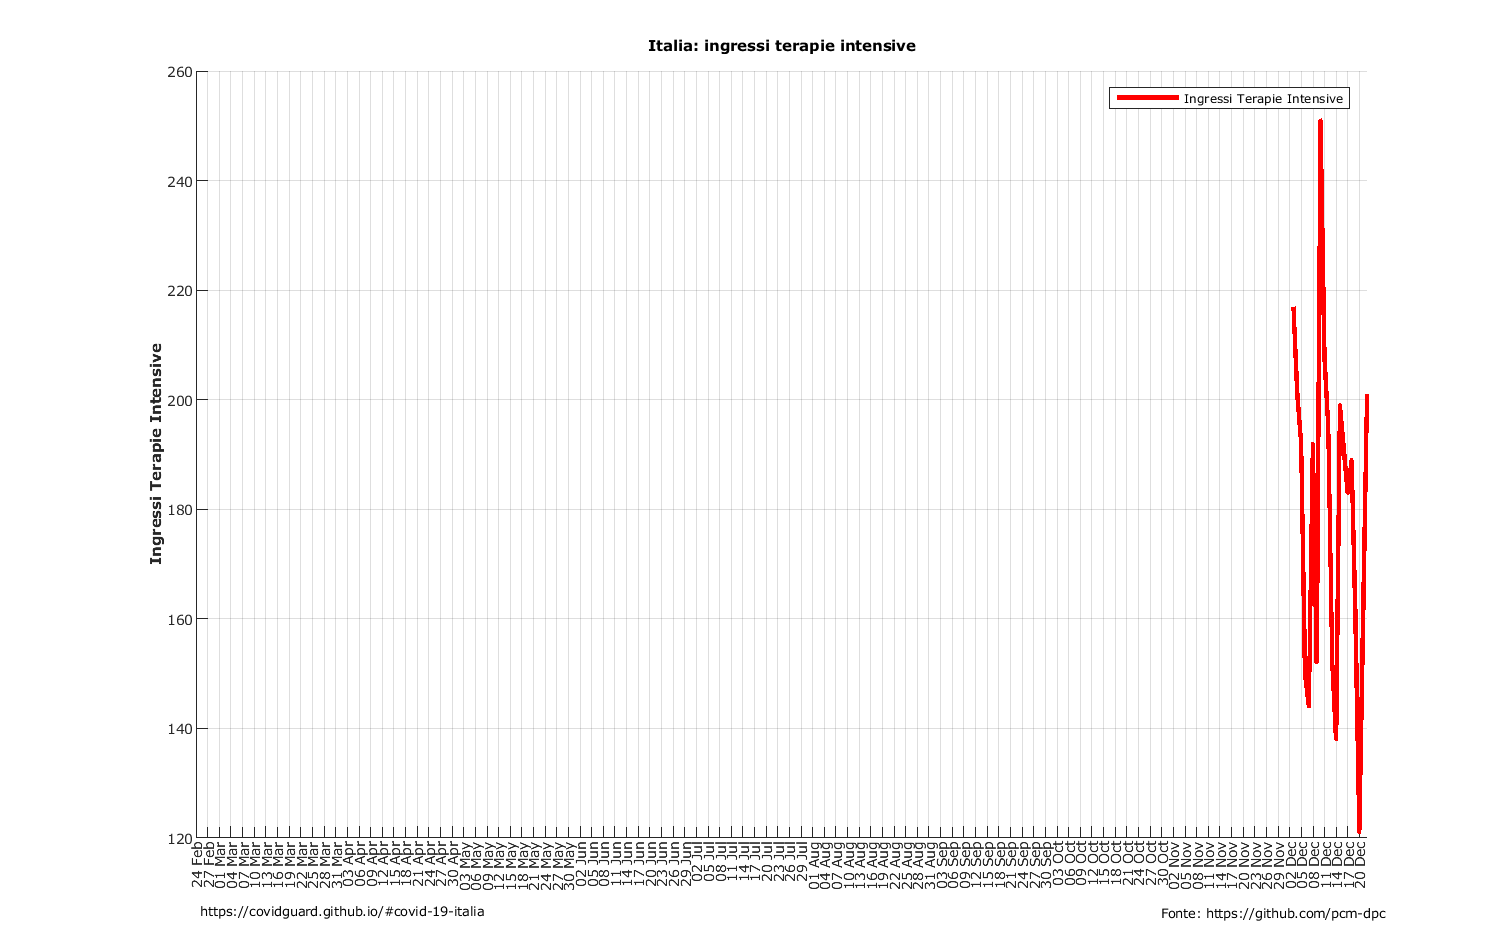 Italia: ingressi terapie intensive
Ingressi Terapie Intensive
Ingressi Terapie Intensive
260
240
220
200
180
160
140
120
24 Feb
27 Feb
01 Mar
04 Mar
07 Mar
10 Mar
13 Mar
16 Mar
19 Mar
22 Mar
25 Mar
28 Mar
31 Mar
03 Apr
06 Apr
09 Apr
12 Apr
15 Apr
18 Apr
21 Apr
24 Apr
27 Apr
30 Apr
03 May
06 May
09 May
12 May
15 May
18 May
21 May
24 May
27 May
30 May
02 Jun
05 Jun
08 Jun
11 Jun
14 Jun
17 Jun
20 Jun
23 Jun
26 Jun
29 Jun
02 Jul
05 Jul
08 Jul
11 Jul
14 Jul
17 Jul
20 Jul
23 Jul
26 Jul
29 Jul
01 Aug
04 Aug
07 Aug
10 Aug
13 Aug
16 Aug
19 Aug
22 Aug
25 Aug
28 Aug
31 Aug
03 Sep
06 Sep
09 Sep
12 Sep
15 Sep
18 Sep
21 Sep
24 Sep
27 Sep
30 Sep
03 Oct
06 Oct
09 Oct
12 Oct
15 Oct
18 Oct
21 Oct
24 Oct
27 Oct
30 Oct
02 Nov
05 Nov
08 Nov
11 Nov
14 Nov
17 Nov
20 Nov
23 Nov
26 Nov
29 Nov
02 Dec
05 Dec
08 Dec
11 Dec
14 Dec
17 Dec
20 Dec
https://covidguard.github.io/#covid-19-italia
Fonte: https://github.com/pcm-dpc